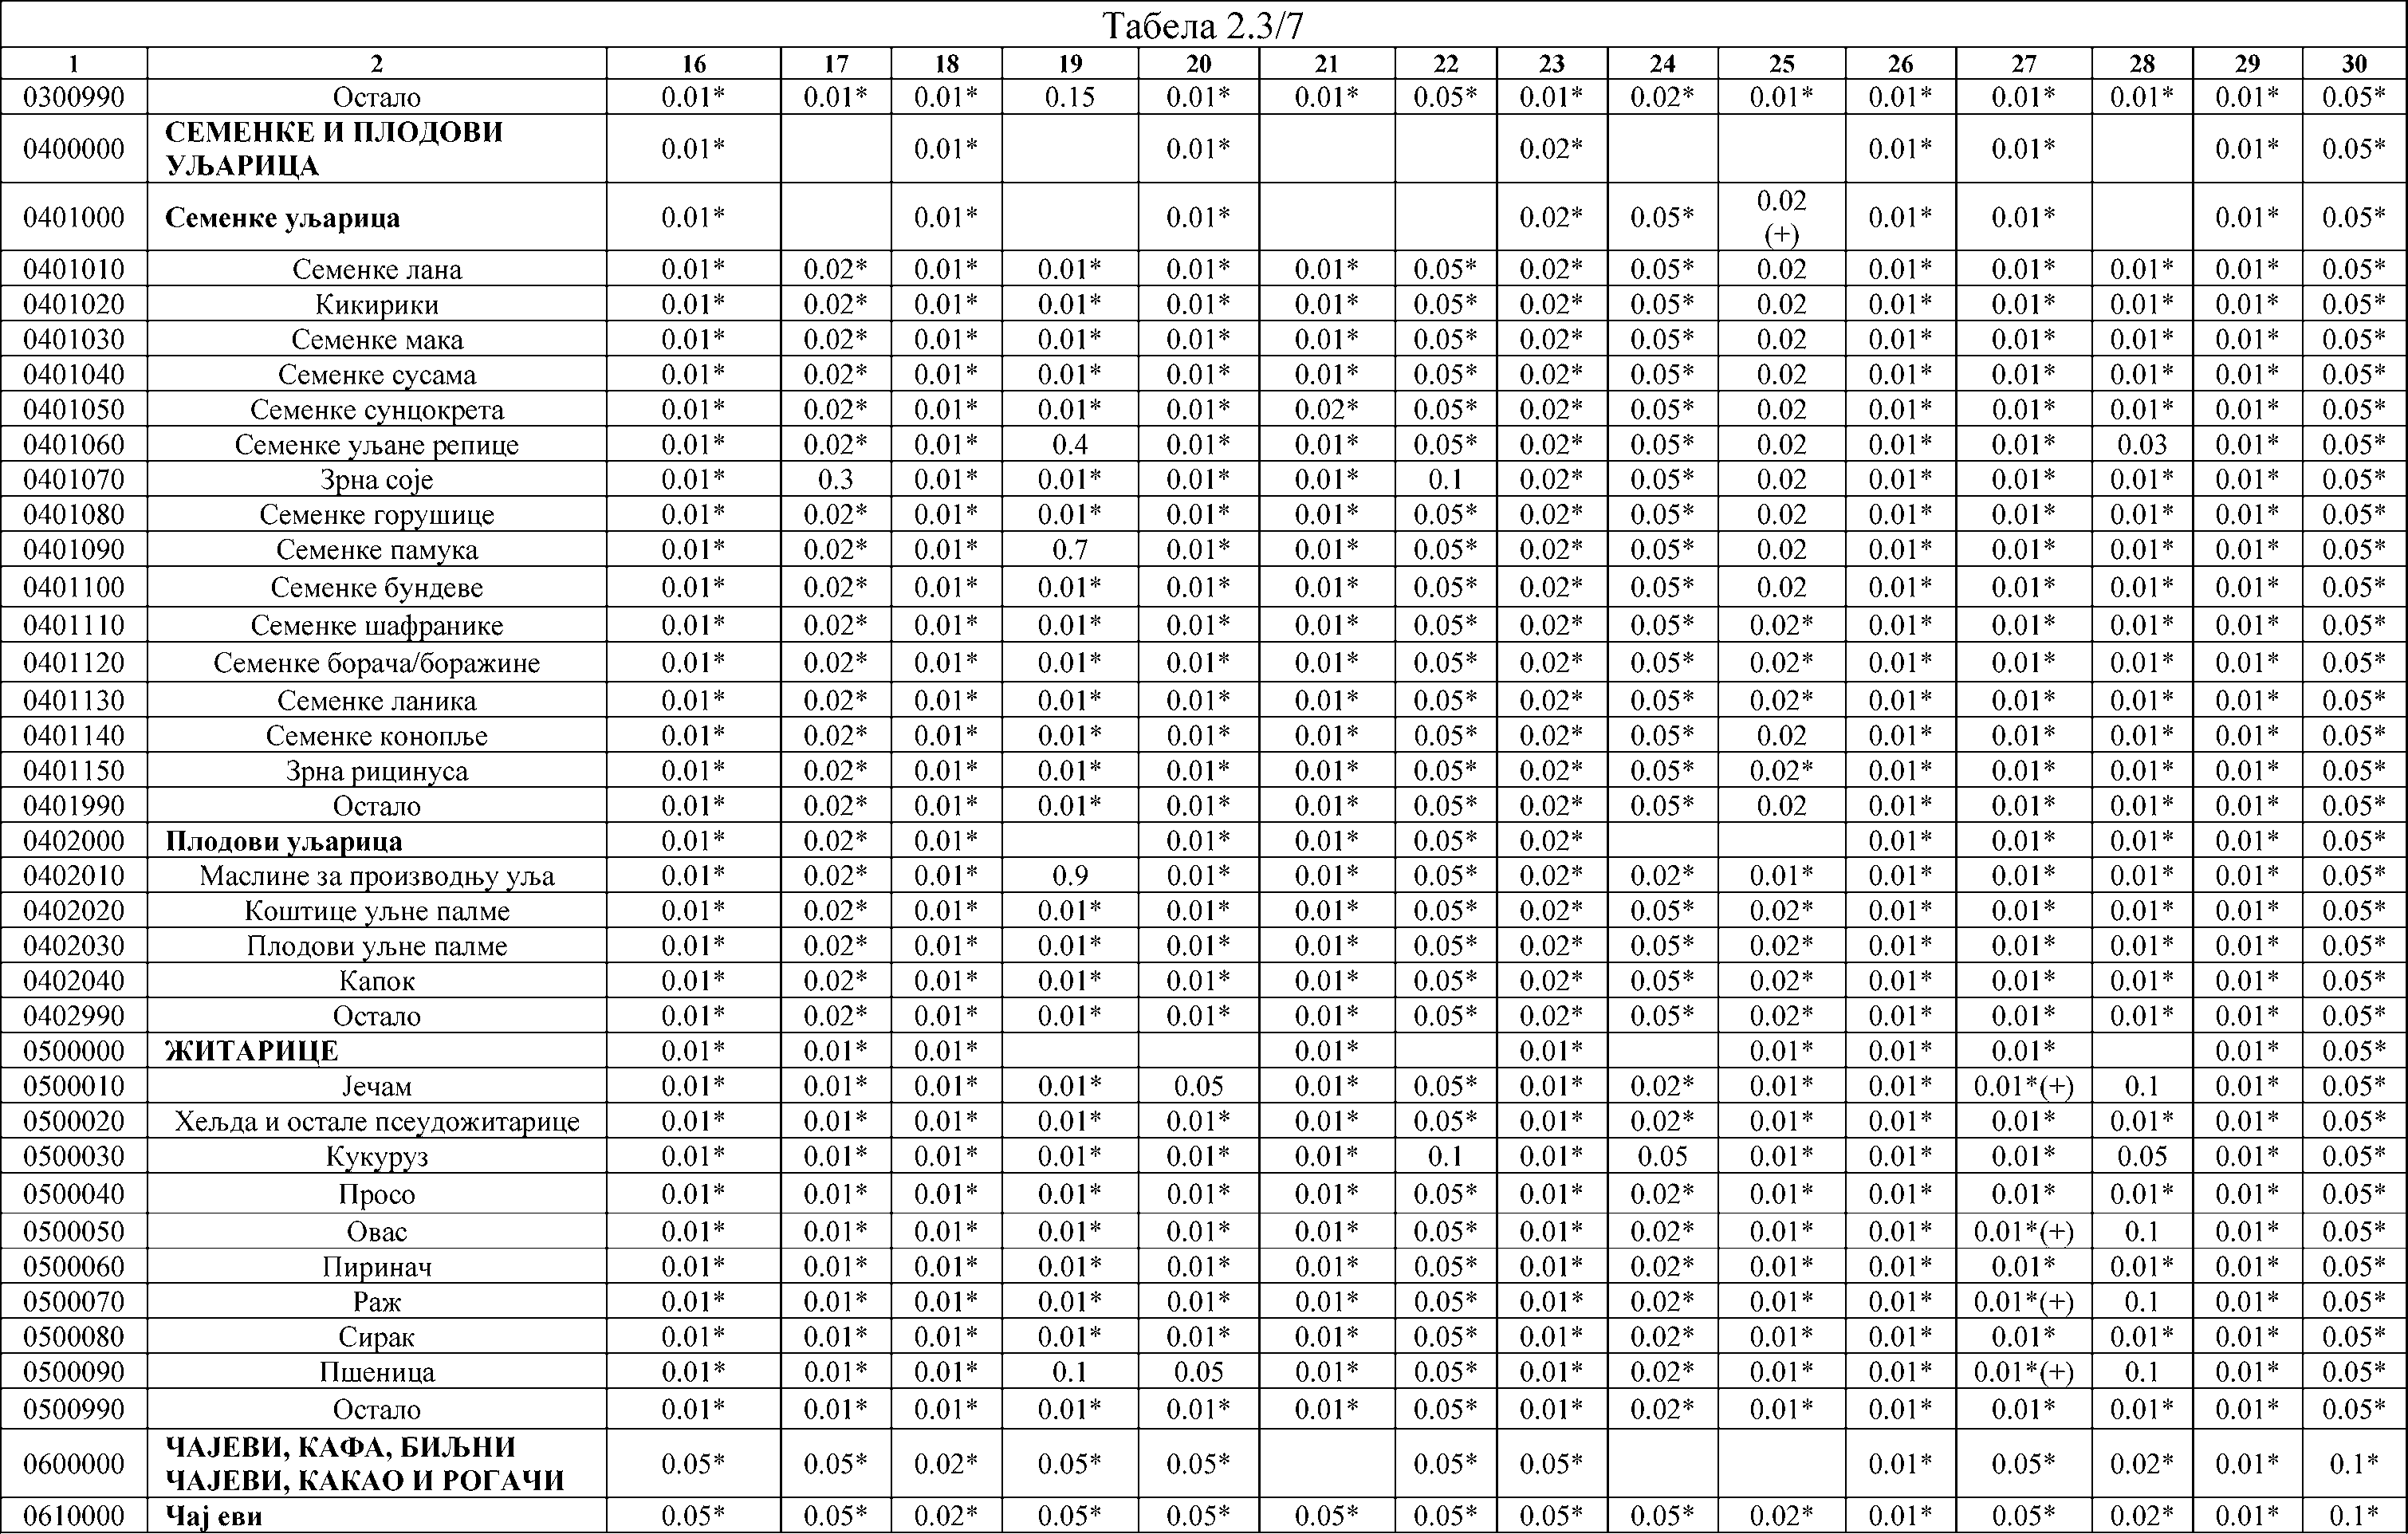 Табела 2.3/7
1 2 16 17 18 19 20 21 22 23 24 25 26 27 28 29 30
0300990 Остало 0.01* 0.01* 0.01* 0.15 0.01* 0.01* 0.05* 0.01* 0.02* 0.01* 0.01* 0.01* 0.01* 0.01* 0.05*
0400000 СЕМЕНКЕ И ПЛОДОВИ
УЉАРИЦА 0.01* 0.01* 0.01* 0.02* 0.01* 0.01* 0.01* 0.05*
0401000 Семенке уљарица 0.01* 0.01* 0.01* 0.02* 0.05* 0.02
(+) 0.01* 0.01* 0.01* 0.05*
0401010 Семенке лана 0.01* 0.02* 0.01* 0.01* 0.01* 0.01* 0.05* 0.02* 0.05* 0.02 0.01* 0.01* 0.01* 0.01* 0.05*
0401020 Кикирики 0.01* 0.02* 0.01* 0.01* 0.01* 0.01* 0.05* 0.02* 0.05* 0.02 0.01* 0.01* 0.01* 0.01* 0.05*
0401030 Семенке мака 0.01* 0.02* 0.01* 0.01* 0.01* 0.01* 0.05* 0.02* 0.05* 0.02 0.01* 0.01* 0.01* 0.01* 0.05*
0401040 Семенке сусама 0.01* 0.02* 0.01* 0.01* 0.01* 0.01* 0.05* 0.02* 0.05* 0.02 0.01* 0.01* 0.01* 0.01* 0.05*
0401050 Семенке сунцокрета 0.01* 0.02* 0.01* 0.01* 0.01* 0.02* 0.05* 0.02* 0.05* 0.02 0.01* 0.01* 0.01* 0.01* 0.05*
0401060 Семенке уљане репице 0.01* 0.02* 0.01* 0.4 0.01* 0.01* 0.05* 0.02* 0.05* 0.02 0.01* 0.01* 0.03 0.01* 0.05*
0401070 Зрна соје 0.01* 0.3 0.01* 0.01* 0.01* 0.01* 0.1 0.02* 0.05* 0.02 0.01* 0.01* 0.01* 0.01* 0.05*
0401080 Семенке горушице 0.01* 0.02* 0.01* 0.01* 0.01* 0.01* 0.05* 0.02* 0.05* 0.02 0.01* 0.01* 0.01* 0.01* 0.05*
0401090 Семенке памука 0.01* 0.02* 0.01* 0.7 0.01* 0.01* 0.05* 0.02* 0.05* 0.02 0.01* 0.01* 0.01* 0.01* 0.05*
0401100 Семенке бундеве 0.01* 0.02* 0.01* 0.01* 0.01* 0.01* 0.05* 0.02* 0.05* 0.02 0.01* 0.01* 0.01* 0.01* 0.05*
0401110 Семенке шафранике 0.01* 0.02* 0.01* 0.01* 0.01* 0.01* 0.05* 0.02* 0.05* 0.02* 0.01* 0.01* 0.01* 0.01* 0.05*
0401120 Семенке борача/боражине 0.01* 0.02* 0.01* 0.01* 0.01* 0.01* 0.05* 0.02* 0.05* 0.02* 0.01* 0.01* 0.01* 0.01* 0.05*
0401130 Семенке ланика 0.01* 0.02* 0.01* 0.01* 0.01* 0.01* 0.05* 0.02* 0.05* 0.02* 0.01* 0.01* 0.01* 0.01* 0.05*
0401140 Семенке конопље 0.01* 0.02* 0.01* 0.01* 0.01* 0.01* 0.05* 0.02* 0.05* 0.02 0.01* 0.01* 0.01* 0.01* 0.05*
0401150 Зрна рицинуса 0.01* 0.02* 0.01* 0.01* 0.01* 0.01* 0.05* 0.02* 0.05* 0.02* 0.01* 0.01* 0.01* 0.01* 0.05*
0401990 Остало 0.01* 0.02* 0.01* 0.01* 0.01* 0.01* 0.05* 0.02* 0.05* 0.02 0.01* 0.01* 0.01* 0.01* 0.05*
0402000 Плодови уљарица 0.01* 0.02* 0.01* 0.01* 0.01* 0.05* 0.02* 0.01* 0.01* 0.01* 0.01* 0.05*
0402010 Маслине за производњу уља 0.01* 0.02* 0.01* 0.9 0.01* 0.01* 0.05* 0.02* 0.02* 0.01* 0.01* 0.01* 0.01* 0.01* 0.05*
0402020 Коштице уљне палме 0.01* 0.02* 0.01* 0.01* 0.01* 0.01* 0.05* 0.02* 0.05* 0.02* 0.01* 0.01* 0.01* 0.01* 0.05*
0402030 Плодови уљне палме 0.01* 0.02* 0.01* 0.01* 0.01* 0.01* 0.05* 0.02* 0.05* 0.02* 0.01* 0.01* 0.01* 0.01* 0.05*
0402040 Капок 0.01* 0.02* 0.01* 0.01* 0.01* 0.01* 0.05* 0.02* 0.05* 0.02* 0.01* 0.01* 0.01* 0.01* 0.05*
0402990 Остало 0.01* 0.02* 0.01* 0.01* 0.01* 0.01* 0.05* 0.02* 0.05* 0.02* 0.01* 0.01* 0.01* 0.01* 0.05*
0500000 ЖИТАРИЦЕ 0.01* 0.01* 0.01* 0.01* 0.01* 0.01* 0.01* 0.01* 0.01* 0.05*
0500010 Јечам 0.01* 0.01* 0.01* 0.01* 0.05 0.01* 0.05* 0.01* 0.02* 0.01* 0.01* 0.01*(+) 0.1 0.01* 0.05*
0500020 Хељда и остале псеудожитарице 0.01* 0.01* 0.01* 0.01* 0.01* 0.01* 0.05* 0.01* 0.02* 0.01* 0.01* 0.01* 0.01* 0.01* 0.05*
0500030 Кукуруз 0.01* 0.01* 0.01* 0.01* 0.01* 0.01* 0.1 0.01* 0.05 0.01* 0.01* 0.01* 0.05 0.01* 0.05*
0500040 Просо 0.01* 0.01* 0.01* 0.01* 0.01* 0.01* 0.05* 0.01* 0.02* 0.01* 0.01* 0.01* 0.01* 0.01* 0.05*
0500050 Овас 0.01* 0.01* 0.01* 0.01* 0.01* 0.01* 0.05* 0.01* 0.02* 0.01* 0.01* 0.01*(+) 0.1 0.01* 0.05*
0500060 Пиринач 0.01* 0.01* 0.01* 0.01* 0.01* 0.01* 0.05* 0.01* 0.02* 0.01* 0.01* 0.01* 0.01* 0.01* 0.05*
0500070 Раж 0.01* 0.01* 0.01* 0.01* 0.01* 0.01* 0.05* 0.01* 0.02* 0.01* 0.01* 0.01*(+) 0.1 0.01* 0.05*
0500080 Сирак 0.01* 0.01* 0.01* 0.01* 0.01* 0.01* 0.05* 0.01* 0.02* 0.01* 0.01* 0.01* 0.01* 0.01* 0.05*
0500090 Пшеница 0.01* 0.01* 0.01* 0.1 0.05 0.01* 0.05* 0.01* 0.02* 0.01* 0.01* 0.01*(+) 0.1 0.01* 0.05*
0500990 Остало 0.01* 0.01* 0.01* 0.01* 0.01* 0.01* 0.05* 0.01* 0.02* 0.01* 0.01* 0.01* 0.01* 0.01* 0.05*
0600000 ЧАЈЕВИ, КАФА, БИЉНИ
ЧАЈЕВИ, КАКАО И РОГАЧИ 0.05* 0.05* 0.02* 0.05* 0.05* 0.05* 0.05* 0.01* 0.05* 0.02* 0.01* 0.1*
0610000 Чај еви 0.05* 0.05* 0.02* 0.05* 0.05* 0.05* 0.05* 0.05* 0.05* 0.02* 0.01* 0.05* 0.02* 0.01* 0.1*